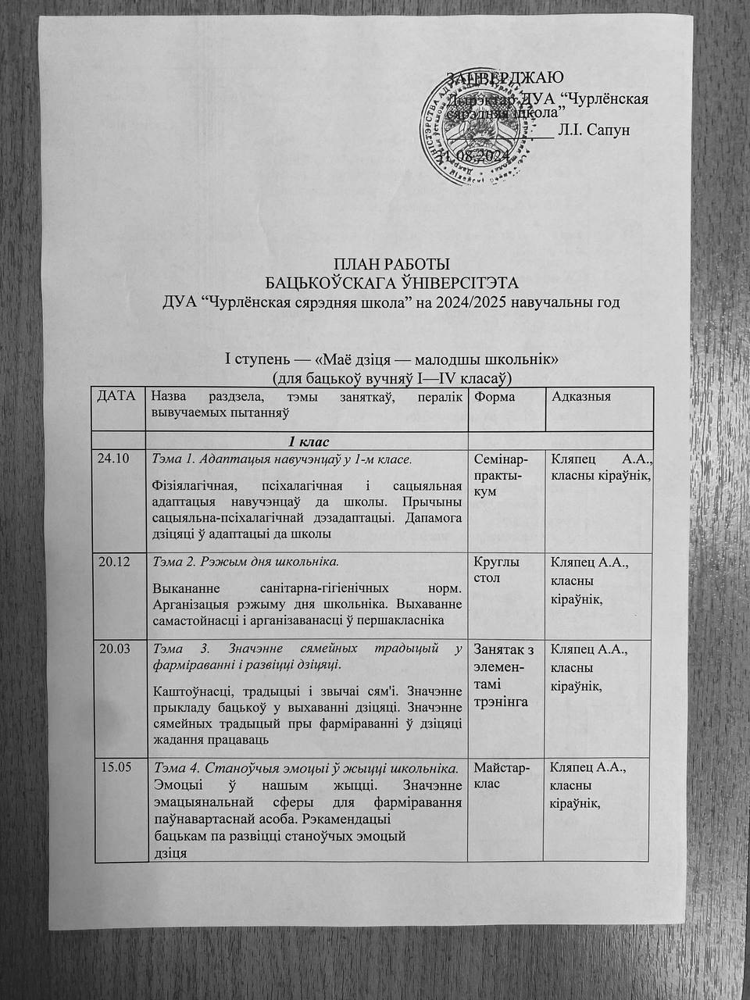 ЗАЦВЕРДЖАЮ
Дырэктар ДУА “Чурлёнская
сярэдняя школа”
Л.І. Сапун
31.08.2024
ПЛАН РАБОТЫ
БАЦЬКОЎСКАГА ЎНІВЕРСІТЭТА
ДУА “Чурлёнская сярэдняя школа” на 2024/2025 навучальны год
І ступень — «Маё дзіця — малодшы школьнік»
(для бацькоў вучняў І—IV класаў)
ДАТА
Назва раздзела, тэмы заняткаў, пералік
вывучаемых пытанняў
Форма
Адказныя
1 клас
24.10
Тэма 1. Адаптацыя навучэнцаў у 1-м класе.
Фізіялагічная, псіхалагічная і сацыяльная
адаптацыя навучэнцаў да школы. Прычыны
сацыяльна-псіхалагічнай дэзадаптацыі. Дапамога
дзіцяці ў адаптацыі да школы
Семінар-
практы-
кум
Кляпец А.А.,
класны кіраўнік,
20.12
Тэма 2. Рэжым дня школьніка.
Выкананне санітарна-гігіенічных норм.
Арганізацыя рэжыму дня школьніка. Выхаванне
самастойнасці і арганізаванасці ў першакласніка
Круглы
стол
Кляпец А.А.,
класны
кіраўнік,
20.03
Тэма 3. Значэнне сямейных традыцый у
фарміраванні і развіцці дзіцяці.
Каштоўнасці, традыцыі і звычаі сям'і. Значэнне
прыкладу бацькоў у выхаванні дзіцяці. Значэнне
сямейных традыцый пры фарміраванні ў дзіцяці
жадання працаваць
Занятак з
элемен-
тамі
трэнінга
Кляпец А.А.,
класны
кіраўнік,
15.05
Тэма 4. Станоўчыя эмоцыі ў жыцці школьніка.
Эмоцыі ў нашым жыцці. Значэнне
эмацыянальнай сферы для фарміравання
паўнавартаснай асоба. Рэкамендацыі
бацькам па развіцці станоўчых эмоцый
дзіця
Майстар-
клас
Кляпец А.А.,
класны
кіраўнік,